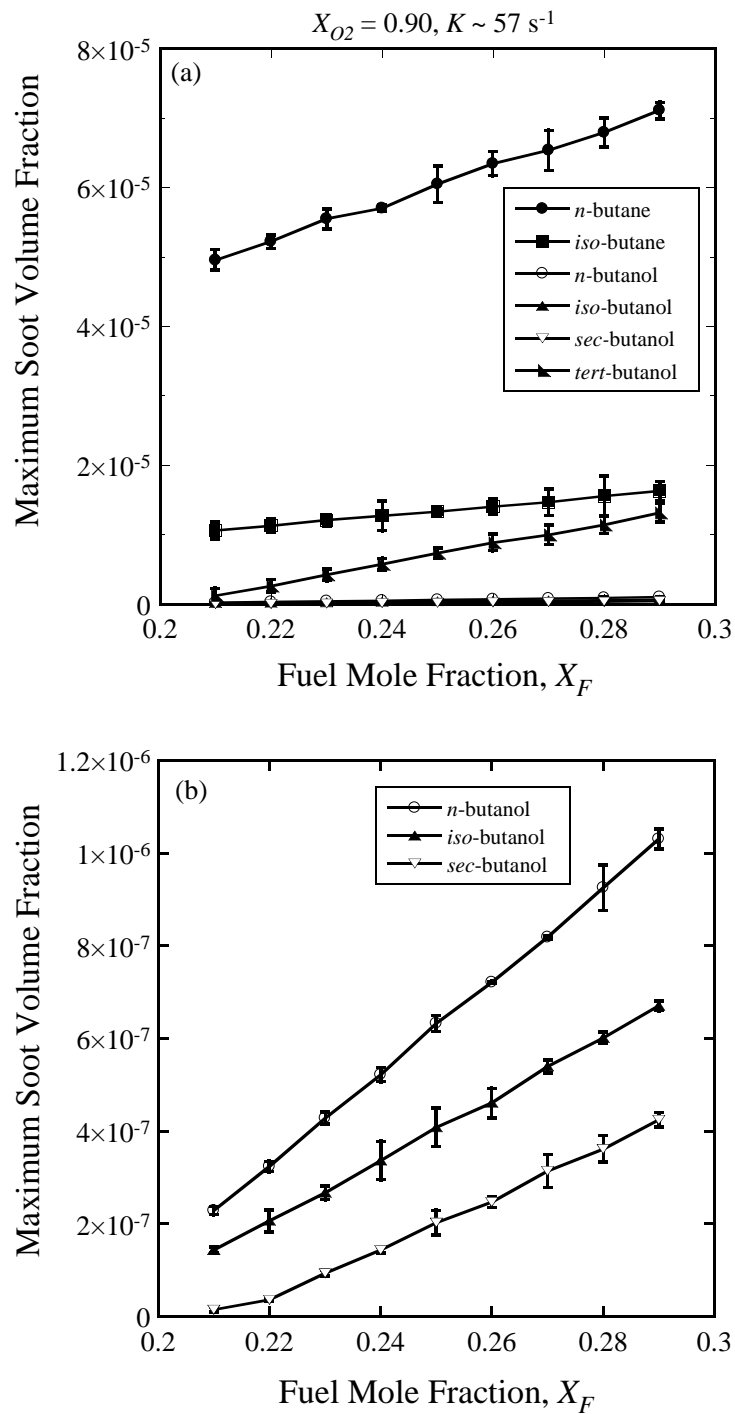 X_{O2} = 0.90, K ~ 57 s⁻¹
(a)
8×10⁻⁵
6×10⁻⁵
4×10⁻⁵
2×10⁻⁵
0
Maximum Soot Volume Fraction
n-butane
iso-butane
n-butanol
iso-butanol
sec-butanol
tert-butanol
0.2 0.22 0.24 0.26 0.28 0.3
Fuel Mole Fraction, X_F
(b)
1.2×10⁻⁶
1×10⁻⁶
8×10⁻⁷
6×10⁻⁷
4×10⁻⁷
2×10⁻⁷
0
Maximum Soot Volume Fraction
n-butanol
iso-butanol
sec-butanol
0.2 0.22 0.24 0.26 0.28 0.3
Fuel Mole Fraction, X_F